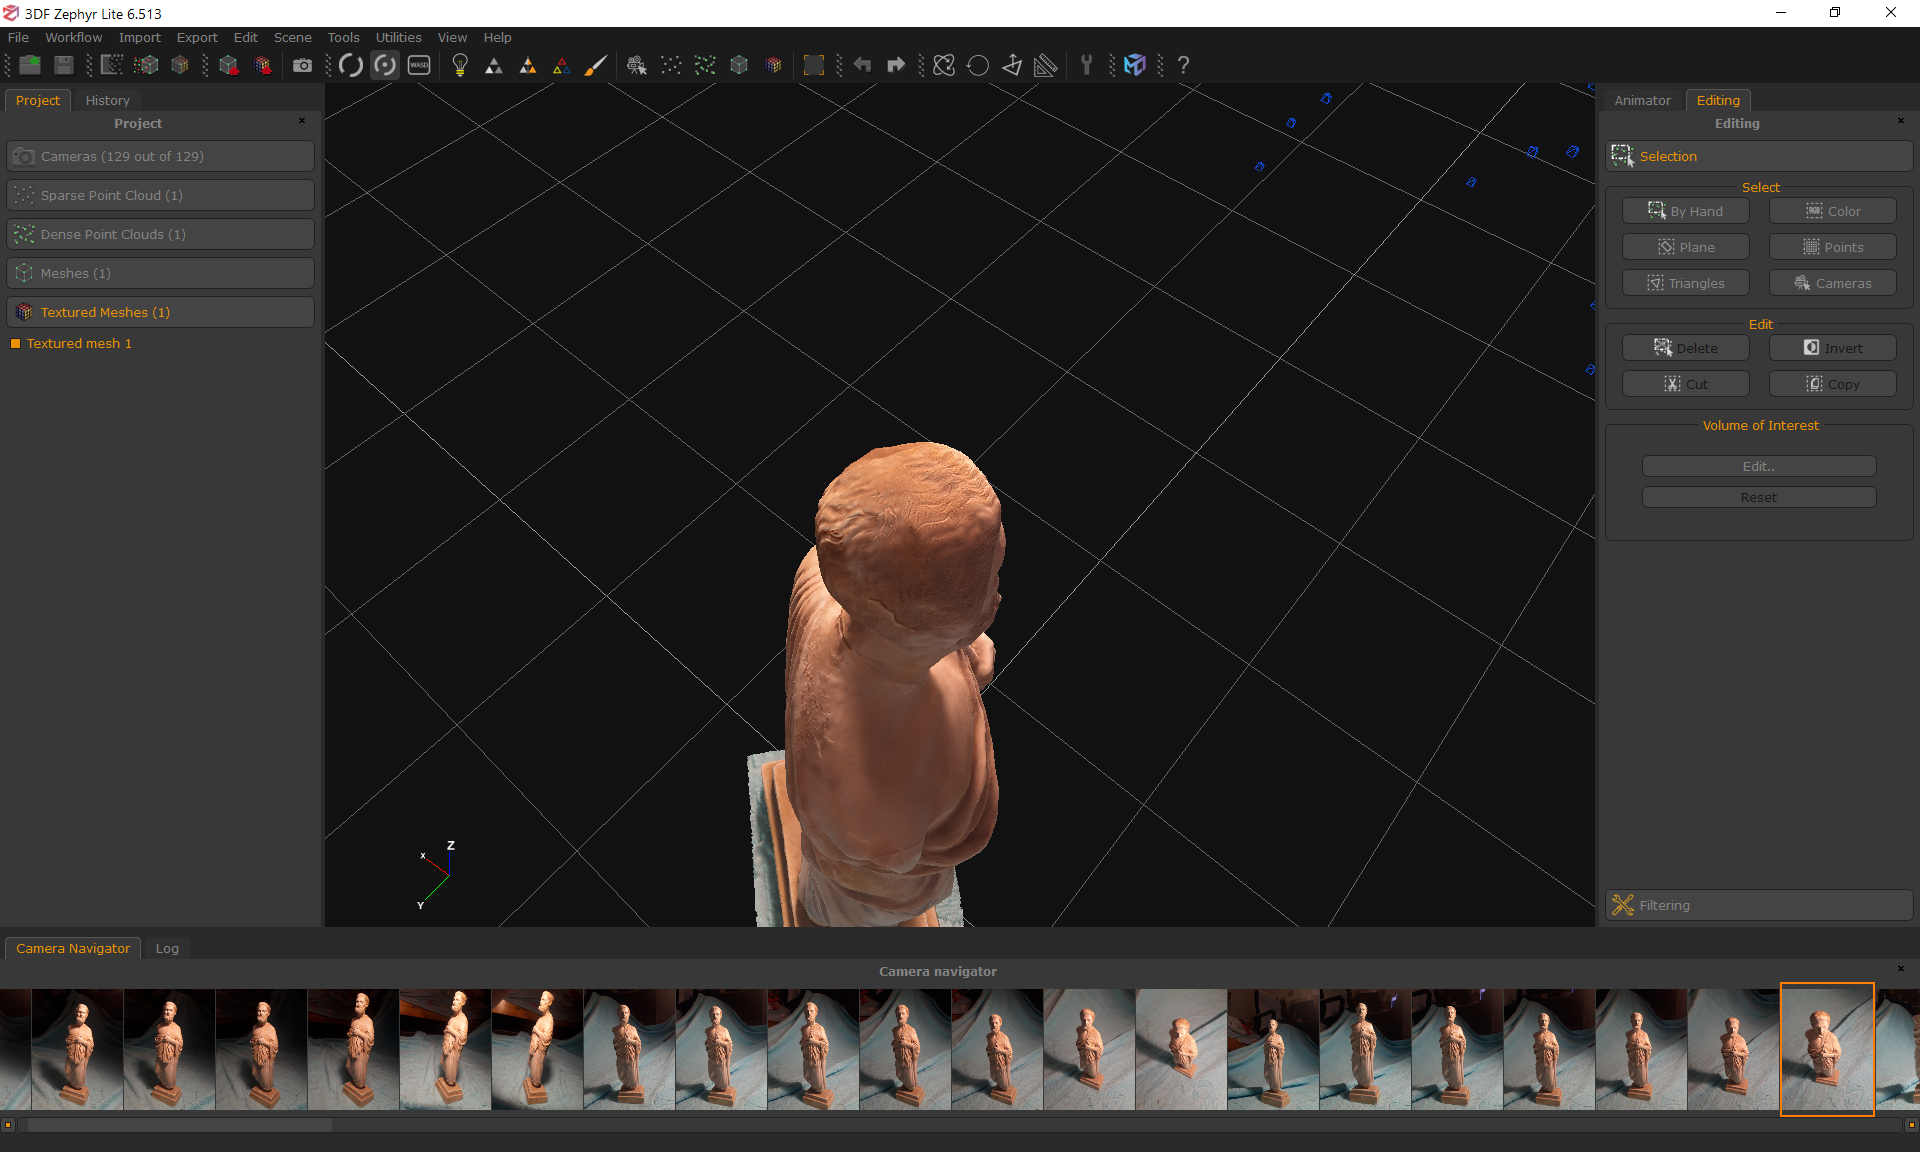 3DF Zephyr Lite 6.513
File Workflow Import Export Edit Scene Tools Utilities View Help
WASD
Project History
Project
Cameras (129 out of 129)
Sparse Point Cloud (1)
Dense Point Clouds (1)
Meshes (1)
Textured Meshes (1)
Textured mesh 1
Z
X
Y
Animator Editing
Editing
Selection
Select
By Hand Color
Plane Points
Triangles Cameras
Edit
Delete Invert
Cut Copy
Volume of Interest
Edit..
Reset
Filtering
Camera Navigator Log
Camera navigator